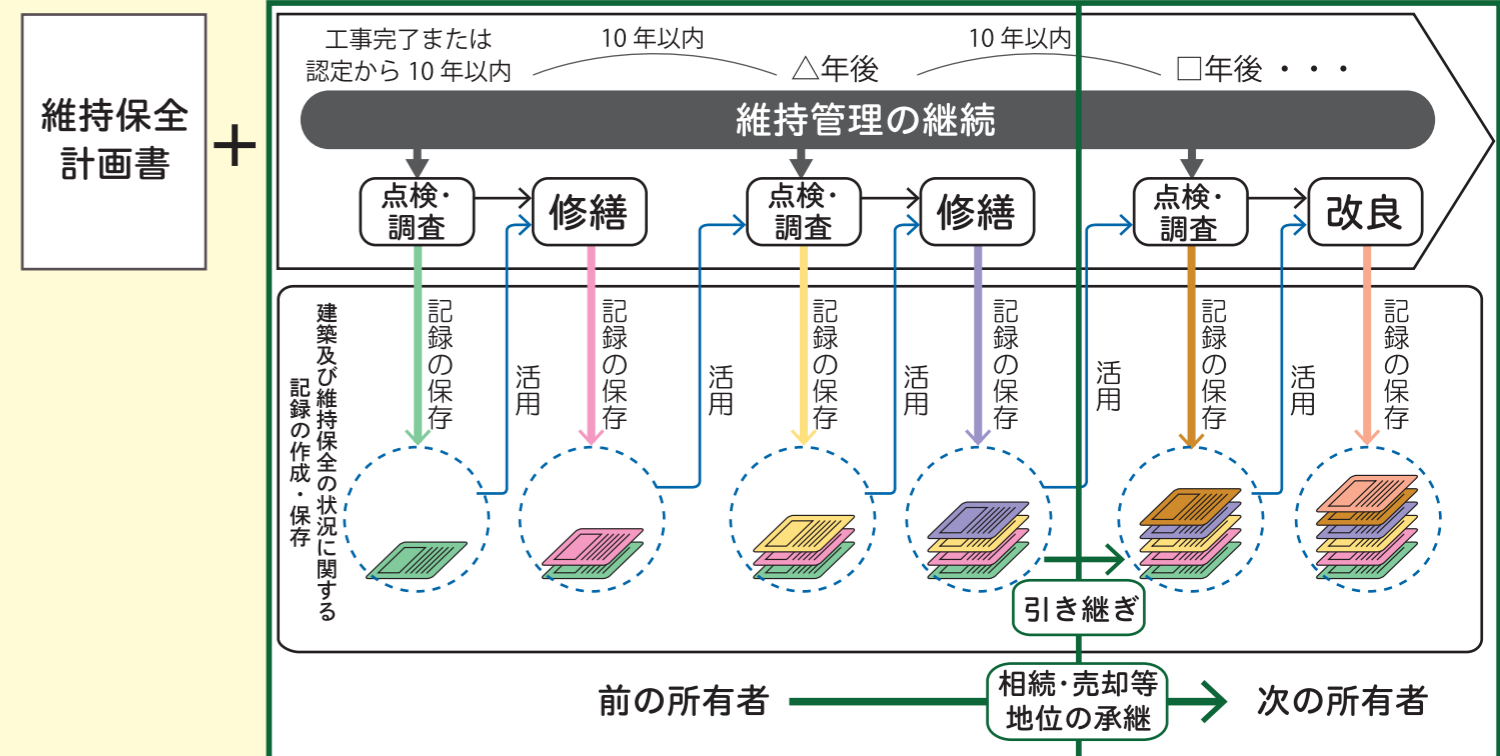 維持保全
計画書
+
工事完了または
認定から10年以内
10年以内
△年後
10年以内
□年後・・・
維持管理の継続
点検・
調査
修繕
点検・
調査
修繕
点検・
調査
改良
建築及び維持保全の状況に関する
記録の作成・保存
記録の保存
活用
記録の保存
活用
記録の保存
活用
記録の保存
活用
記録の保存
活用
記録の保存
引き継ぎ
前の所有者
相続・売却等
地位の承継
次の所有者